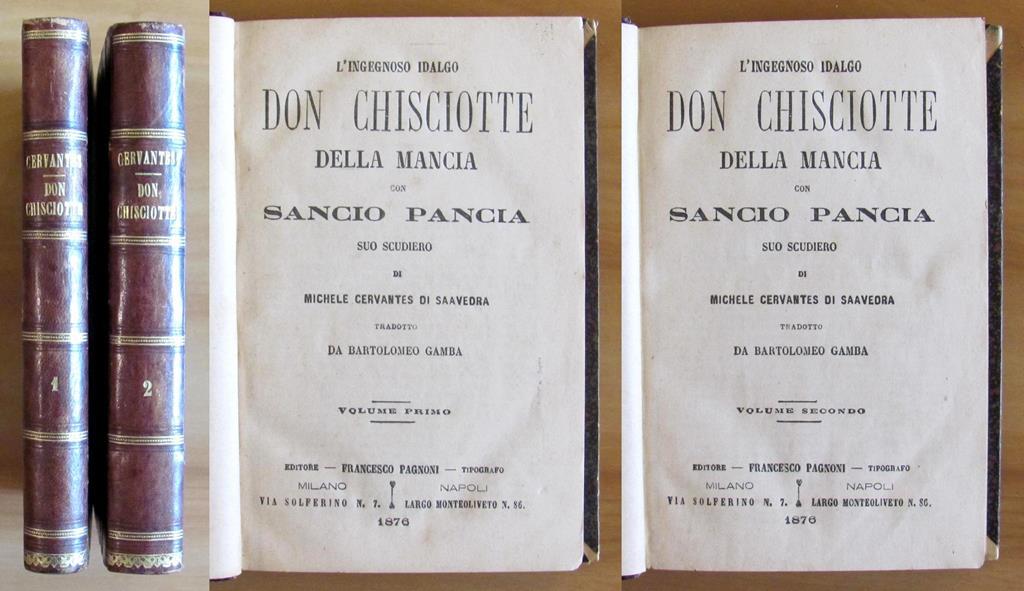 CERVANTES
DON
CHISCIOTTE
1
CERVANTES
DON
CHISCIOTTE
2
L'INGEGNOSO IDALGO
DON CHISCIOTTE
DELLA MANCIA
CON
SANCIO PANCIA
SUO SCUDIERO
DI
MICHELE CERVANTES DI SAAVEDRA
TRADOTTO
DA BARTOLOMEO GAMBA
VOLUME PRIMO
EDITORE — FRANCESCO PAGNONI — TIPOGRAFO
MILANO NAPOLI
VIA SOLFERINO N. 7. LARGO MONTEOLIVETO N. 86.
1876
L'INGEGNOSO IDALGO
DON CHISCIOTTE
DELLA MANCIA
CON
SANCIO PANCIA
SUO SCUDIERO
DI
MICHELE CERVANTES DI SAAVEDRA
TRADOTTO
DA BARTOLOMEO GAMBA
VOLUME SECONDO
EDITORE — FRANCESCO PAGNONI — TIPOGRAFO
MILANO NAPOLI
VIA SOLFERINO N. 7. LARGO MONTEOLIVETO N. 86.
1876